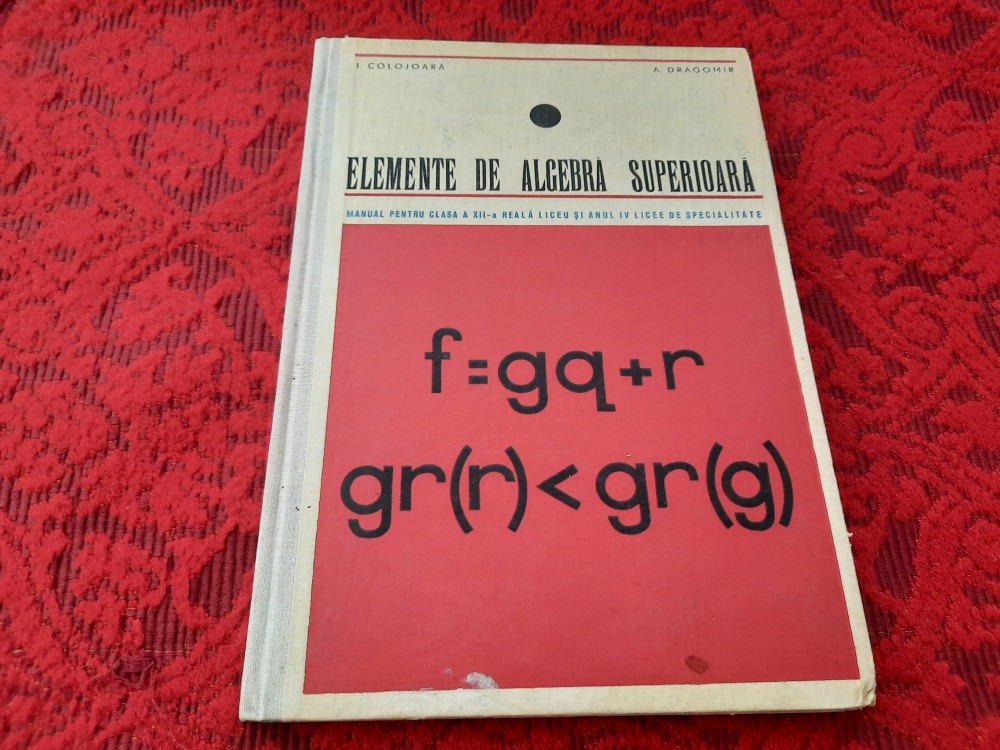 I. COLOJOARĂ A. DRAGOMIR
ELEMENTE DE ALGEBRĂ SUPERIOARĂ
MANUAL PENTRU CLASA A XII-a REALĂ LICEU ȘI ANUL IV LICEE DE SPECIALITATE
f=gq+r
gr(r)<gr(g)